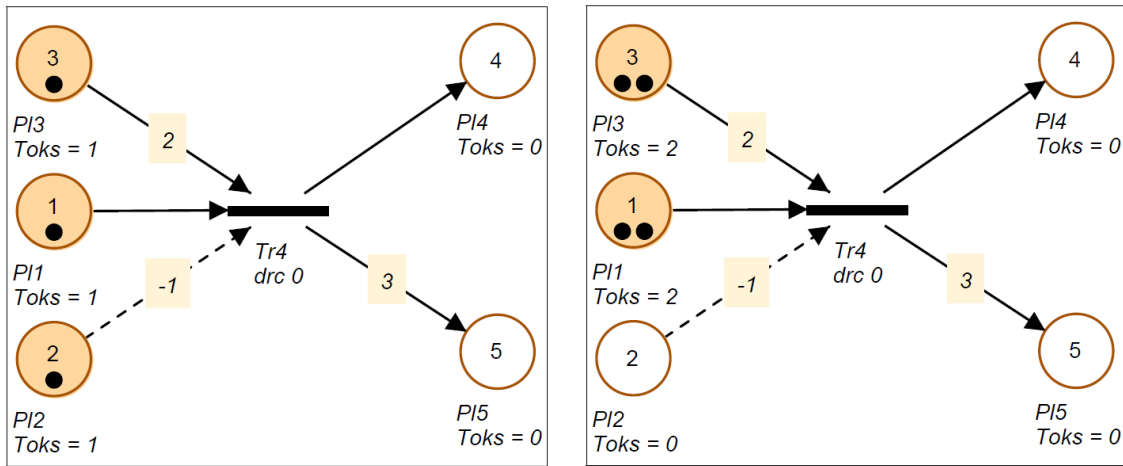 3
Pl3
Toks = 1
2
1
Pl1
Toks = 1
-1
2
Pl2
Toks = 1
Tr4
drc 0
3
4
Pl4
Toks = 0
5
Pl5
Toks = 0
3
Pl3
Toks = 2
2
1
Pl1
Toks = 2
-1
2
Pl2
Toks = 0
Tr4
drc 0
3
4
Pl4
Toks = 0
5
Pl5
Toks = 0